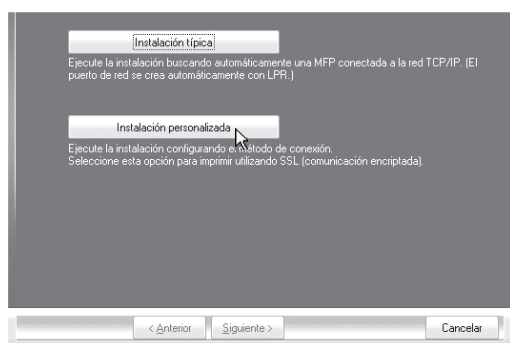 Instalación típica
Ejecute la instalación buscando automáticamente una MFP conectada a la red TCP/IP. (El
puerto de red se crea automáticamente con LPR.)
Instalación personalizada
Ejecute la instalación configurando el método de conexión.
Seleccione esta opción para imprimir utilizando SSL (comunicación encriptada).
< Anterior
Siguiente >
Cancelar